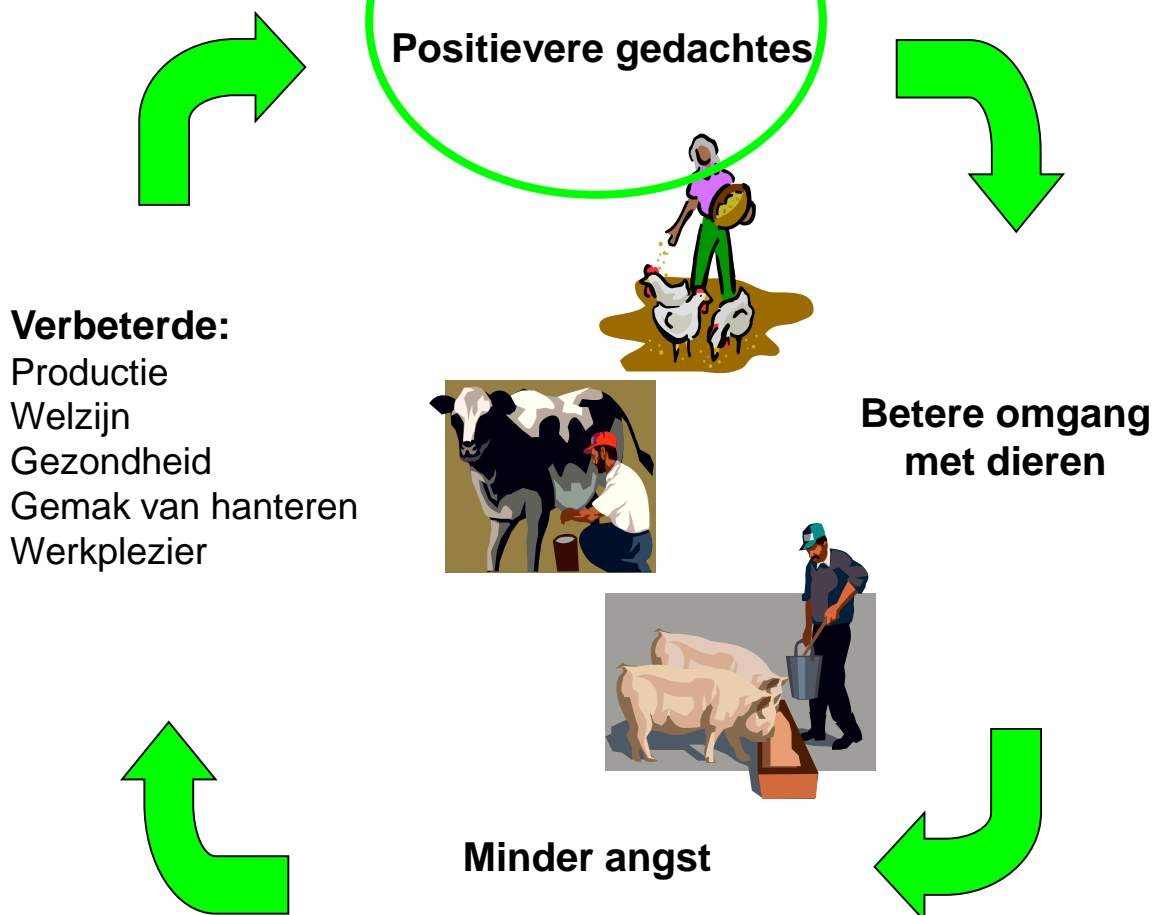 Positievere gedachtes
Verbeterde:
Productie
Welzijn
Gezondheid
Gemak van hanteren
Werkplezier
Betere omgang
met dieren
Minder angst